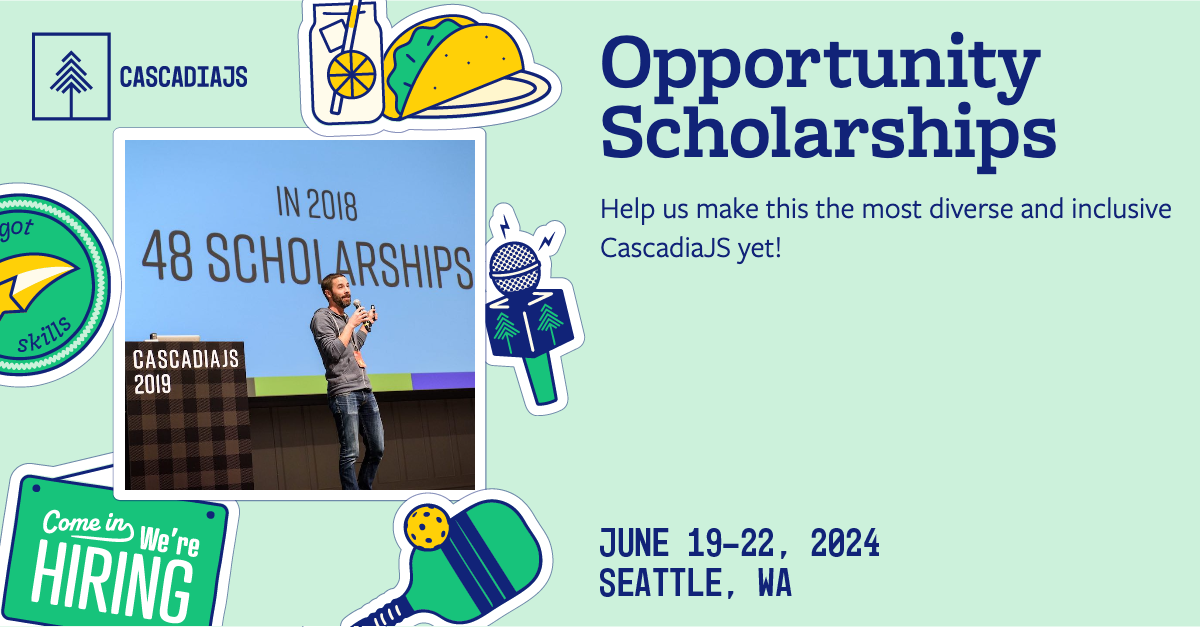 CASCADIAJS
Opportunity
Scholarships
Help us make this the most diverse and inclusive
CascadiaJS yet!
IN 2018
48 SCHOLARSHIPS
CASCADIAJS
2019
got
skills
Come in
We're
HIRING
JUNE 19–22, 2024
SEATTLE, WA